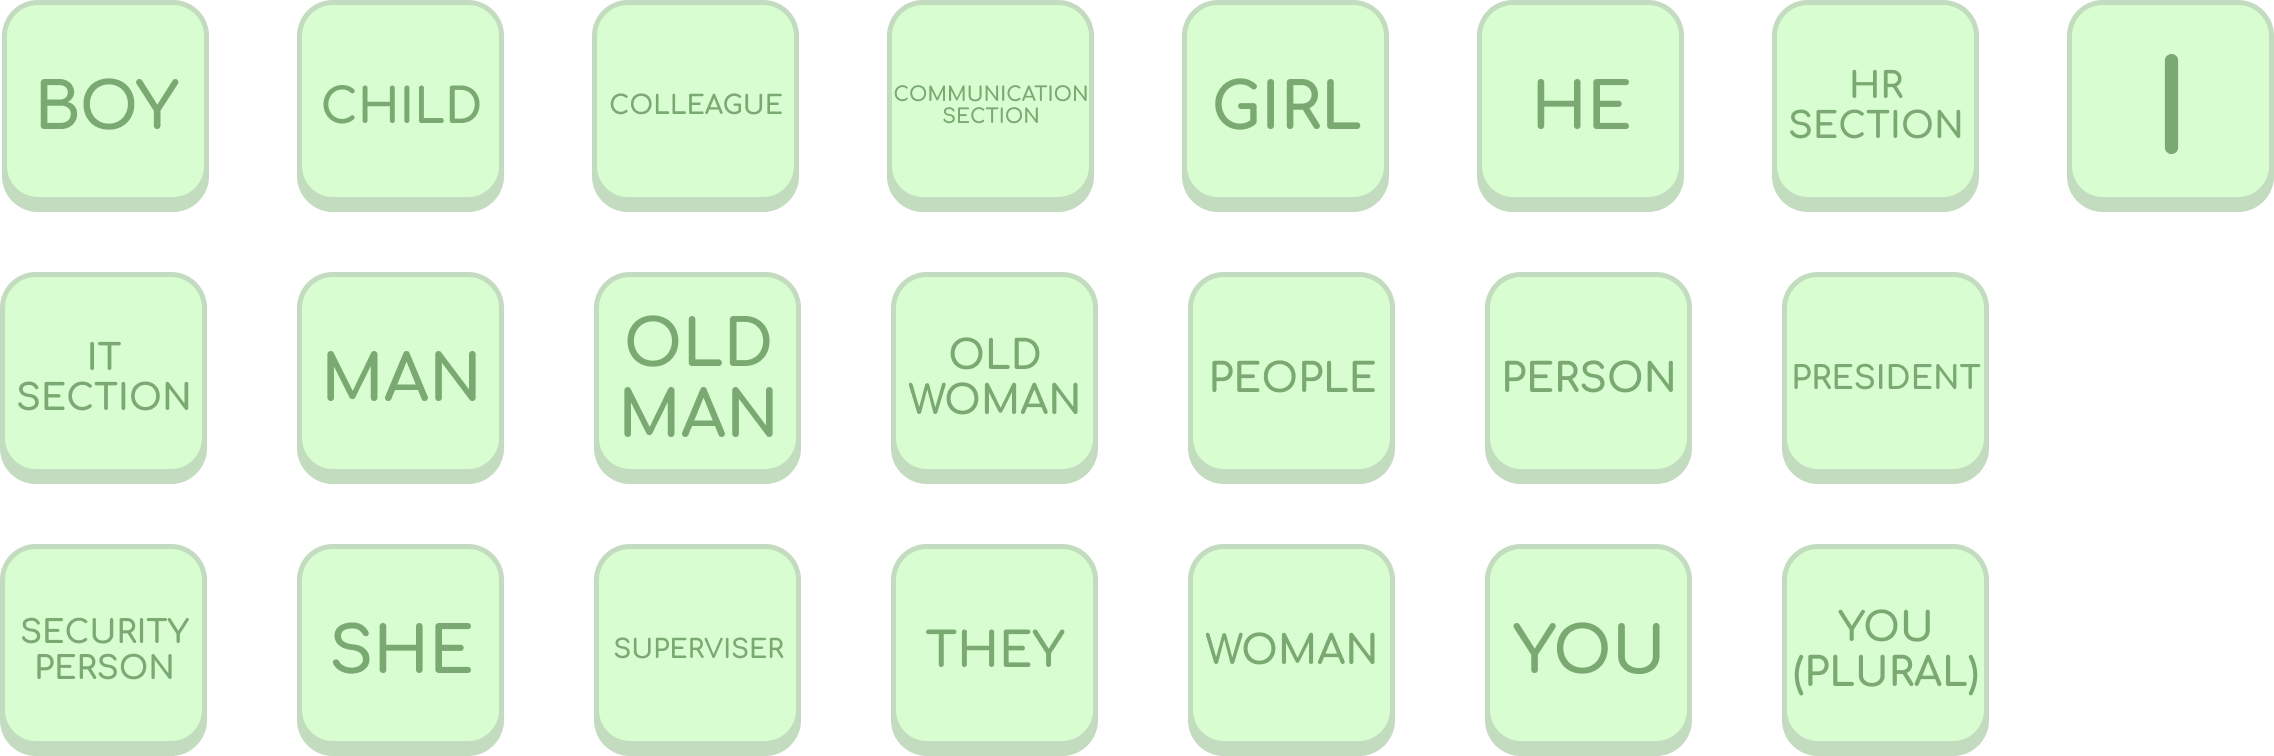 BOY
CHILD
COLLEAGUE
COMMUNICATION
SECTION
GIRL
HE
HR
SECTION
I
IT
SECTION
MAN
OLD
MAN
OLD
WOMAN
PEOPLE
PERSON
PRESIDENT
SECURITY
PERSON
SHE
SUPERVISER
THEY
WOMAN
YOU
YOU
(PLURAL)